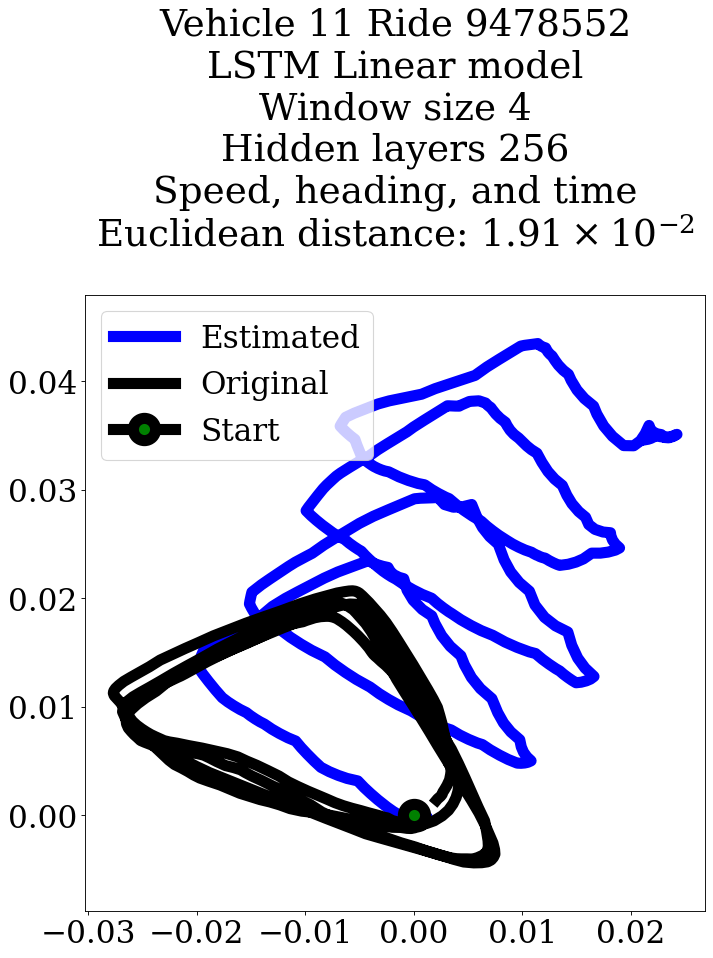 Vehicle 11 Ride 9478552
LSTM Linear model
Window size 4
Hidden layers 256
Speed, heading, and time
Euclidean distance: 1.91 × 10⁻²
Estimated
Original
Start
0.04
0.03
0.02
0.01
0.00
−0.03 −0.02 −0.01 0.00 0.01 0.02